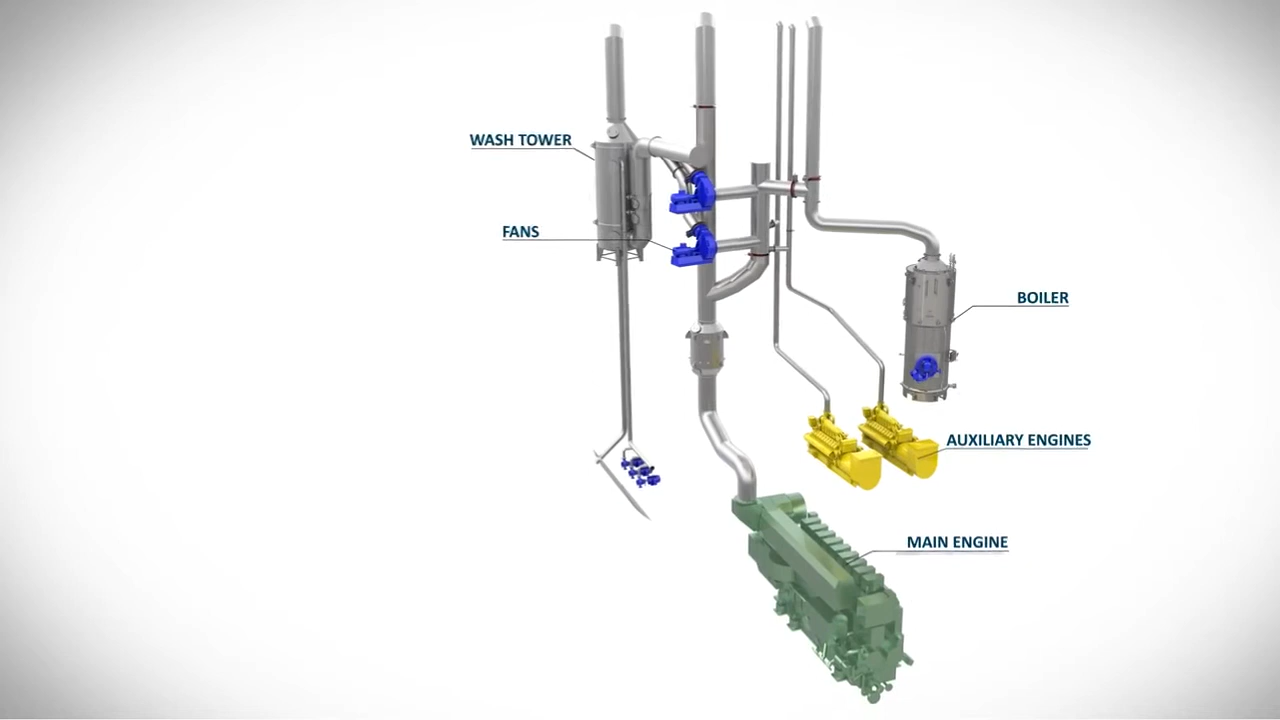 WASH TOWER
FANS
BOILER
AUXILIARY ENGINES
MAIN ENGINE